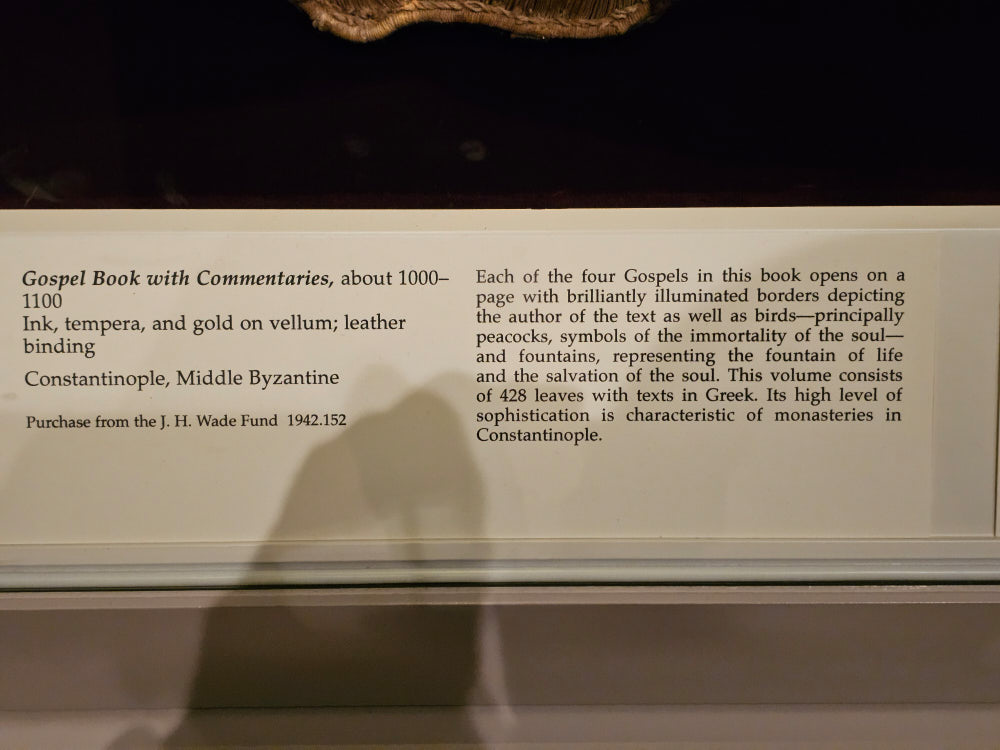 Gospel Book with Commentaries, about 1000–
1100
Ink, tempera, and gold on vellum; leather
binding
Constantinople, Middle Byzantine
Purchase from the J. H. Wade Fund 1942.152
Each of the four Gospels in this book opens on a
page with brilliantly illuminated borders depicting
the author of the text as well as birds—principally
peacocks, symbols of the immortality of the soul—
and fountains, representing the fountain of life
and the salvation of the soul. This volume consists
of 428 leaves with texts in Greek. Its high level of
sophistication is characteristic of monasteries in
Constantinople.